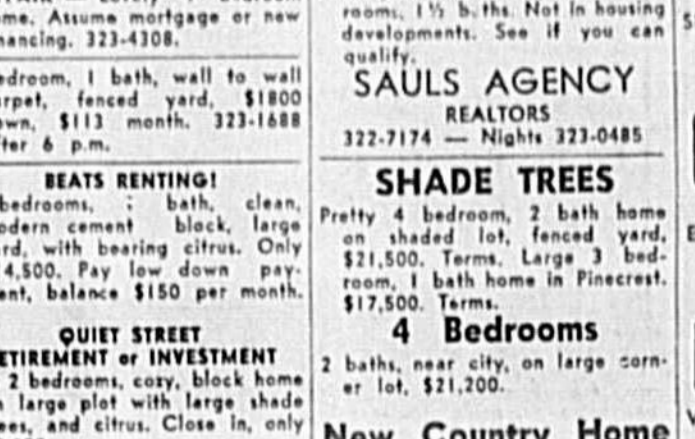 ome. Assume mortgage or new
nancing. 323-4308.
edroom, 1 bath, wall to wall
arpet, fenced yard, $1800
own, $113 month. 323-1688
fter 6 p.m.
BEATS RENTING!
bedrooms, bath, clean,
odern cement block, large
ard, with bearing citrus. Only
4,500. Pay low down pay-
ent, balance $150 per month.
QUIET STREET
ETIREMENT or INVESTMENT
2 bedrooms, cozy, block home
large plot with large shade
ees, and citrus. Close in, only
rooms, 1½ baths. Not in housing
developments. See if you can
qualify.
SAULS AGENCY
REALTORS
322-7174 — Nights 323-0485
SHADE TREES
Pretty 4 bedroom, 2 bath home
on shaded lot, fenced yard,
$21,500. Terms. Large 3 bed-
room, 1 bath home in Pinecrest.
$17,500. Terms.
4 Bedrooms
2 baths, near city, on large corn-
er lot, $21,200.
New Country Home